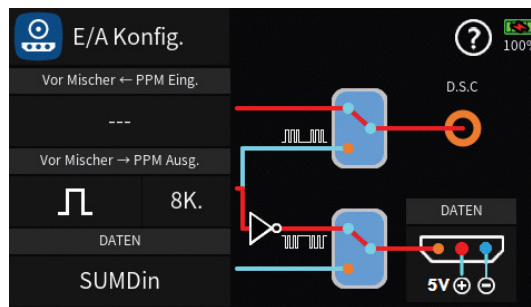 E/A Konfig.
?
100%
Vor Mischer ← PPM Eing.
D.S.C
---
Vor Mischer → PPM Ausg.
8K.
DATEN
DATEN
SUMDin
5V